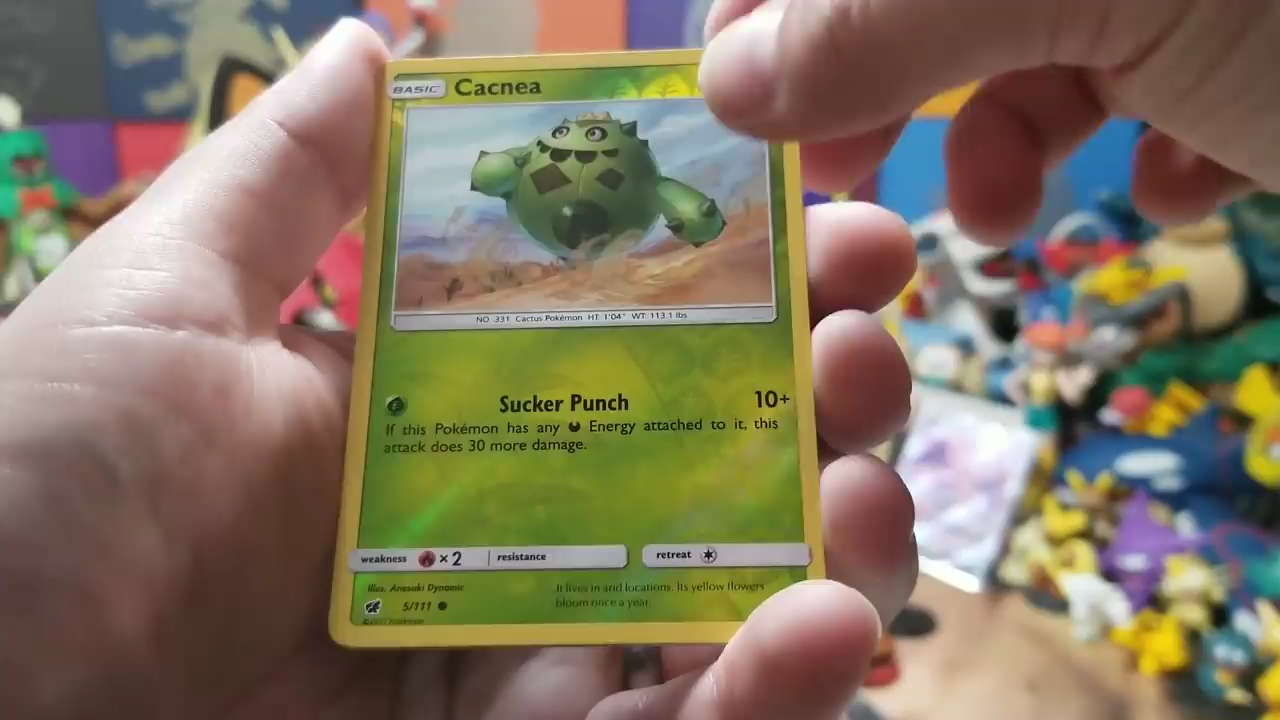 BASIC Cacnea
NO. 331 Cactus Pokémon HT: 1'04" WT: 113.1 lbs
Sucker Punch 10+
If this Pokémon has any Energy attached to it, this
attack does 30 more damage.
weakness ×2 resistance retreat
Illus. Anesaki Dynamic
It lives in arid locations. Its yellow flowers
bloom once a year.
5/111